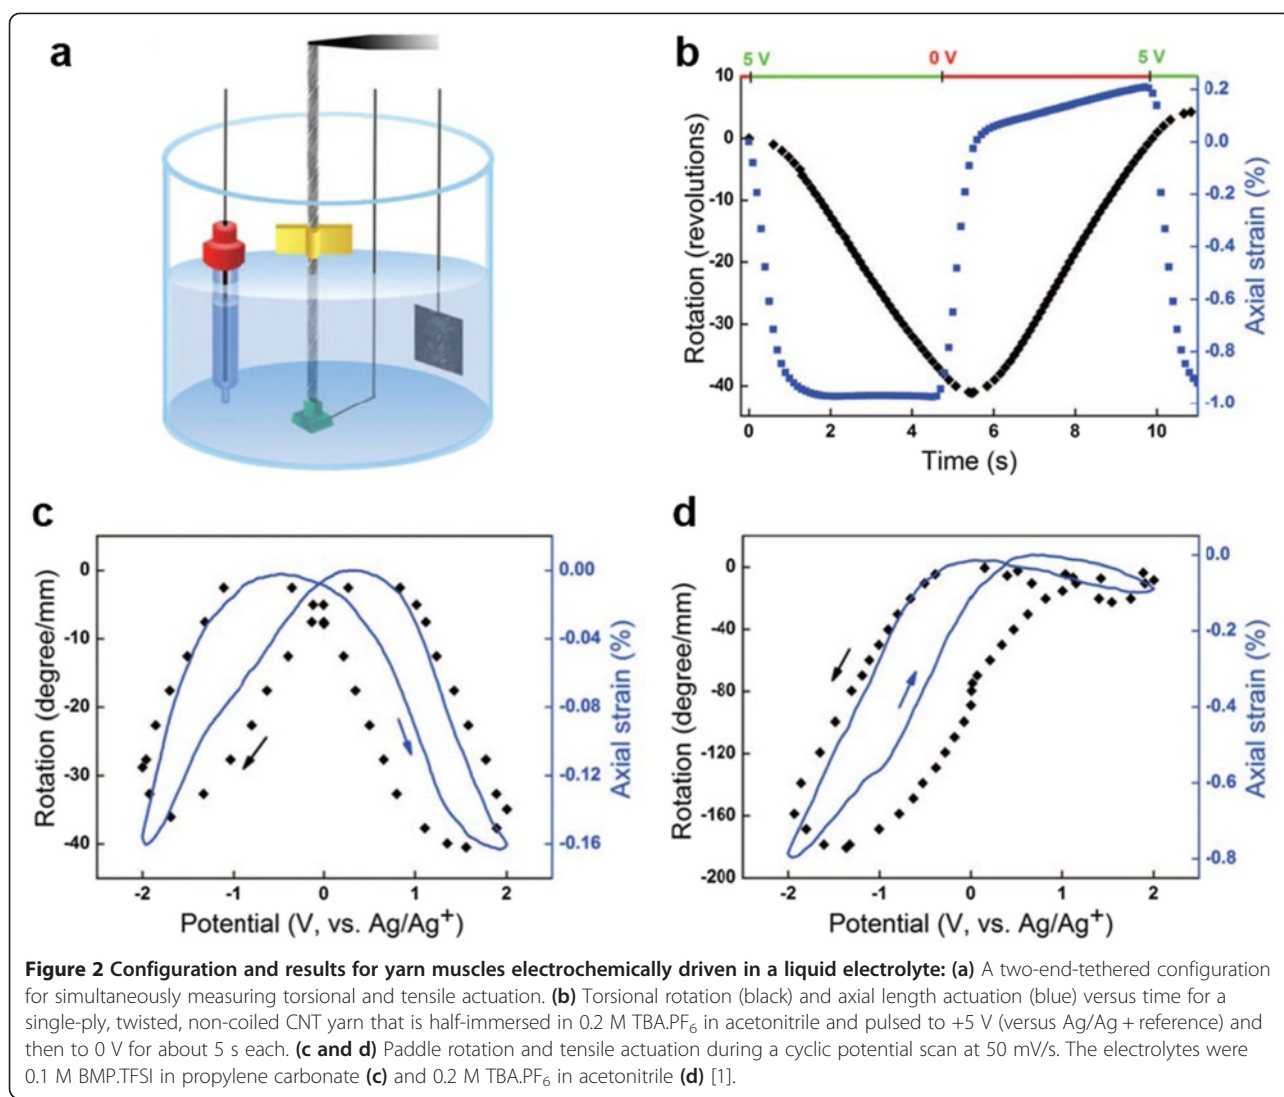 a
b
5 V
0 V
5 V
10
0
-10
-20
-30
-40
Rotation (revolutions)
0.2
0.0
-0.2
-0.4
-0.6
-0.8
-1.0
Axial strain (%)
0
2
4
6
8
10
Time (s)
c
0
-10
-20
-30
-40
Rotation (degree/mm)
0.00
-0.04
-0.08
-0.12
-0.16
Axial strain (%)
-2
-1
0
1
2
Potential (V, vs. Ag/Ag⁺)
d
0
-40
-80
-120
-160
-200
Rotation (degree/mm)
0.0
-0.2
-0.4
-0.6
-0.8
Axial strain (%)
-2
-1
0
1
2
Potential (V, vs. Ag/Ag⁺)
Figure 2 Configuration and results for yarn muscles electrochemically driven in a liquid electrolyte: (a) A two-end-tethered configuration
for simultaneously measuring torsional and tensile actuation. (b) Torsional rotation (black) and axial length actuation (blue) versus time for a
single-ply, twisted, non-coiled CNT yarn that is half-immersed in 0.2 M TBA.PF₆ in acetonitrile and pulsed to +5 V (versus Ag/Ag + reference) and
then to 0 V for about 5 s each. (c and d) Paddle rotation and tensile actuation during a cyclic potential scan at 50 mV/s. The electrolytes were
0.1 M BMP.TFSI in propylene carbonate (c) and 0.2 M TBA.PF₆ in acetonitrile (d) [1].